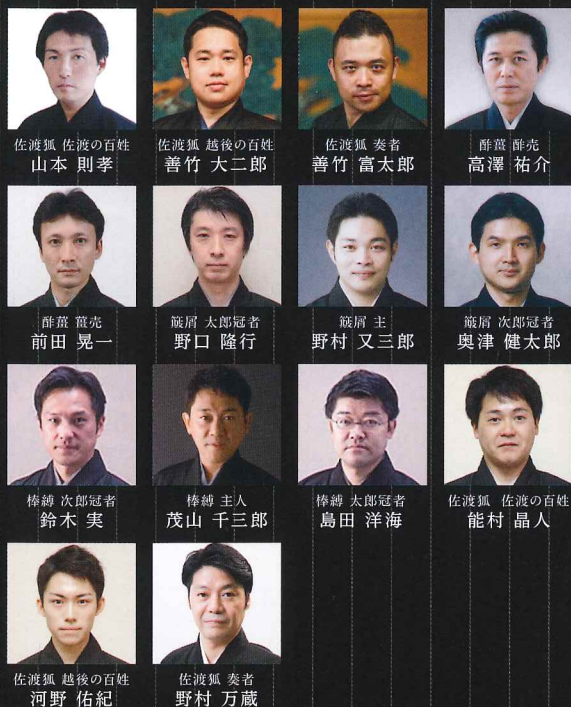 佐渡狐 佐渡の百姓
山本 則孝
佐渡狐 越後の百姓
善竹 大二郎
佐渡狐 奏者
善竹 富太郎
酢薑 酢売
高澤 祐介
酢薑 薑売
前田 晃一
簸屑 太郎冠者
野口 隆行
簸屑 主
野村 又三郎
簸屑 次郎冠者
奥津 健太郎
棒縛 次郎冠者
鈴木 実
棒縛 主人
茂山 千三郎
棒縛 太郎冠者
島田 洋海
佐渡狐 佐渡の百姓
能村 晶人
佐渡狐 越後の百姓
河野 佑紀
佐渡狐 奏者
野村 万蔵